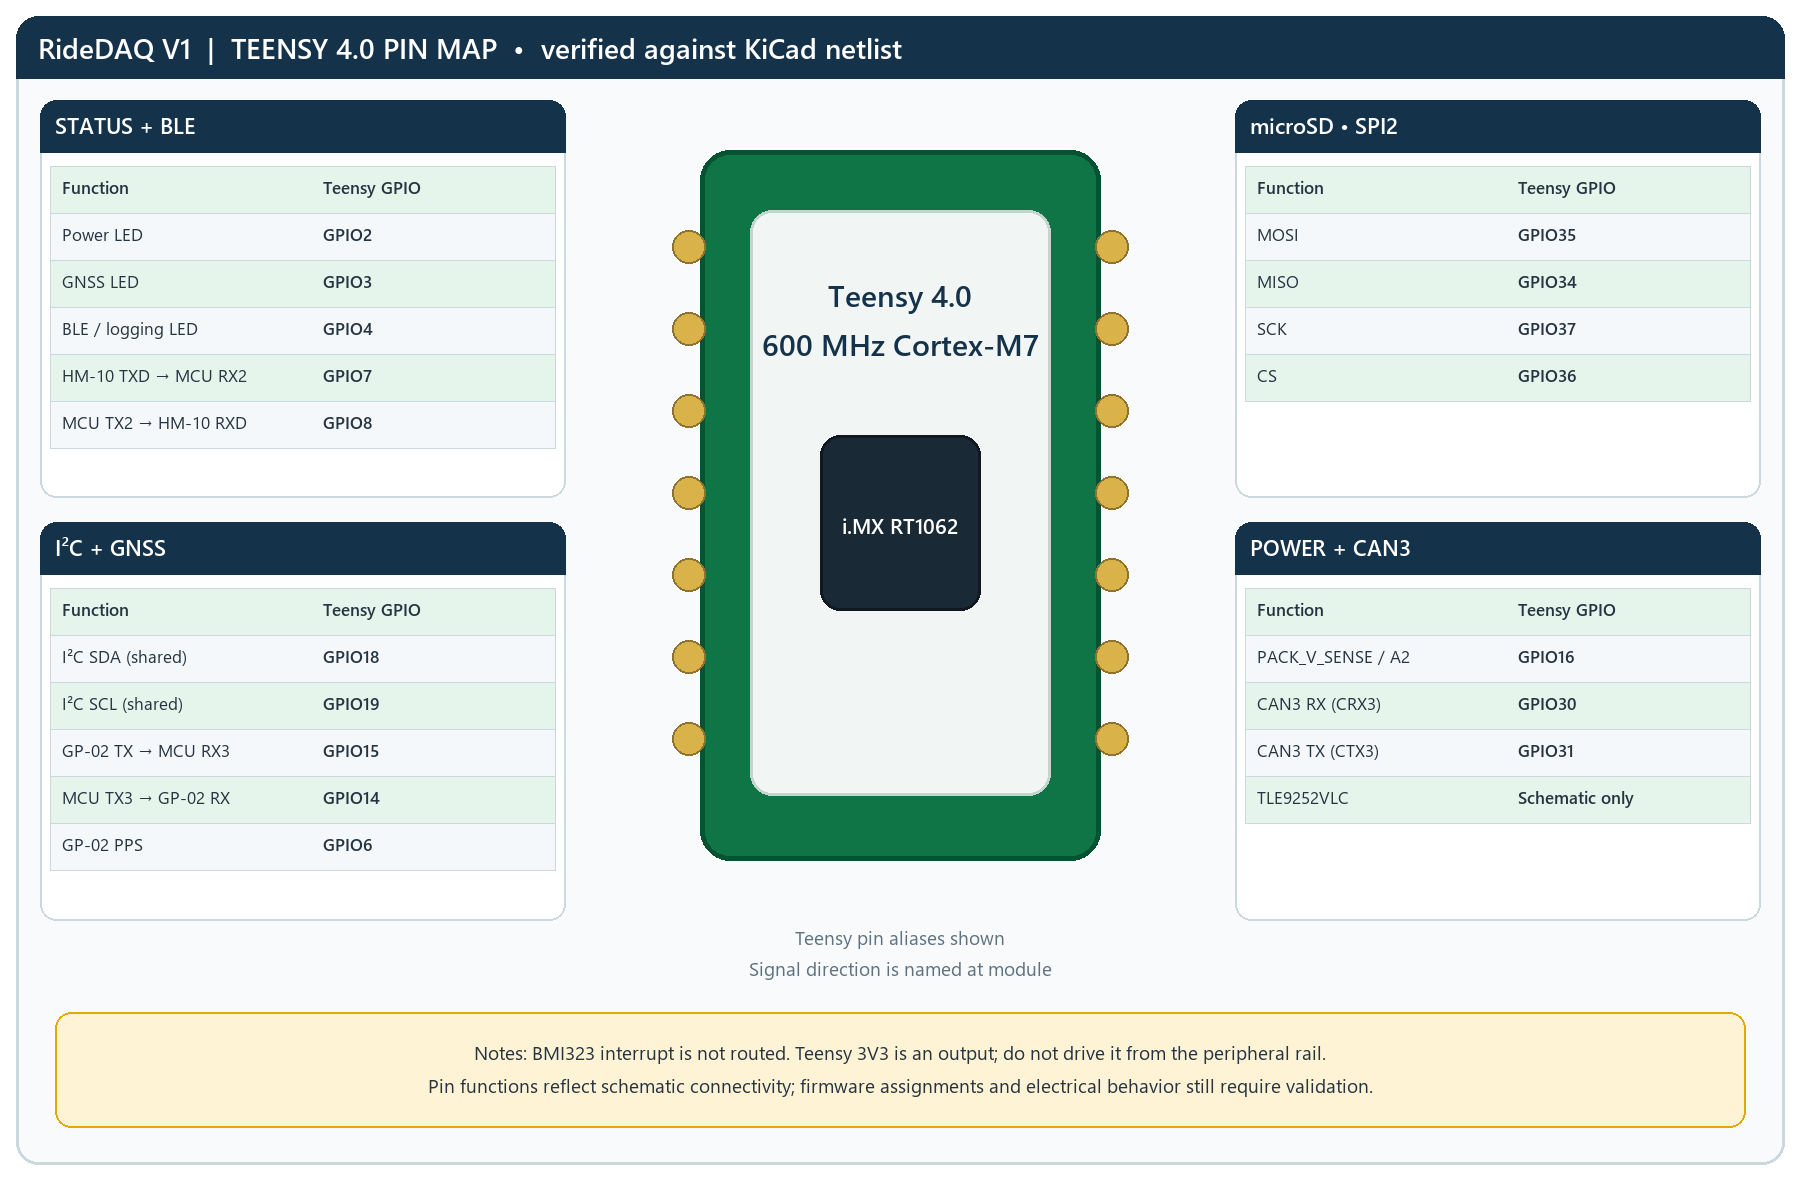 RideDAQ V1 | TEENSY 4.0 PIN MAP • verified against KiCad netlist
STATUS + BLE
Function Teensy GPIO
Power LED GPIO2
GNSS LED GPIO3
BLE / logging LED GPIO4
HM-10 TXD → MCU RX2 GPIO7
MCU TX2 → HM-10 RXD GPIO8
I²C + GNSS
Function Teensy GPIO
I²C SDA (shared) GPIO18
I²C SCL (shared) GPIO19
GP-02 TX → MCU RX3 GPIO15
MCU TX3 → GP-02 RX GPIO14
GP-02 PPS GPIO6
Teensy 4.0
600 MHz Cortex-M7
i.MX RT1062
Teensy pin aliases shown
Signal direction is named at module
microSD • SPI2
Function Teensy GPIO
MOSI GPIO35
MISO GPIO34
SCK GPIO37
CS GPIO36
POWER + CAN3
Function Teensy GPIO
PACK_V_SENSE / A2 GPIO16
CAN3 RX (CRX3) GPIO30
CAN3 TX (CTX3) GPIO31
TLE9252VLC Schematic only
Notes: BMI323 interrupt is not routed. Teensy 3V3 is an output; do not drive it from the peripheral rail.
Pin functions reflect schematic connectivity; firmware assignments and electrical behavior still require validation.